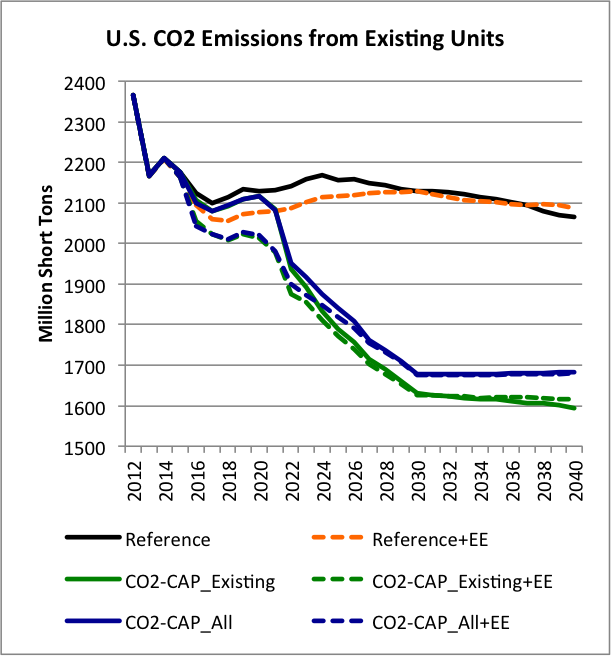 U.S. CO2 Emissions from Existing Units
Million Short Tons
2400
2300
2200
2100
2000
1900
1800
1700
1600
1500
2012 2014 2016 2018 2020 2022 2024 2026 2028 2030 2032 2034 2036 2038 2040
Reference Reference+EE
CO2-CAP_Existing CO2-CAP_Existing+EE
CO2-CAP_All CO2-CAP_All+EE